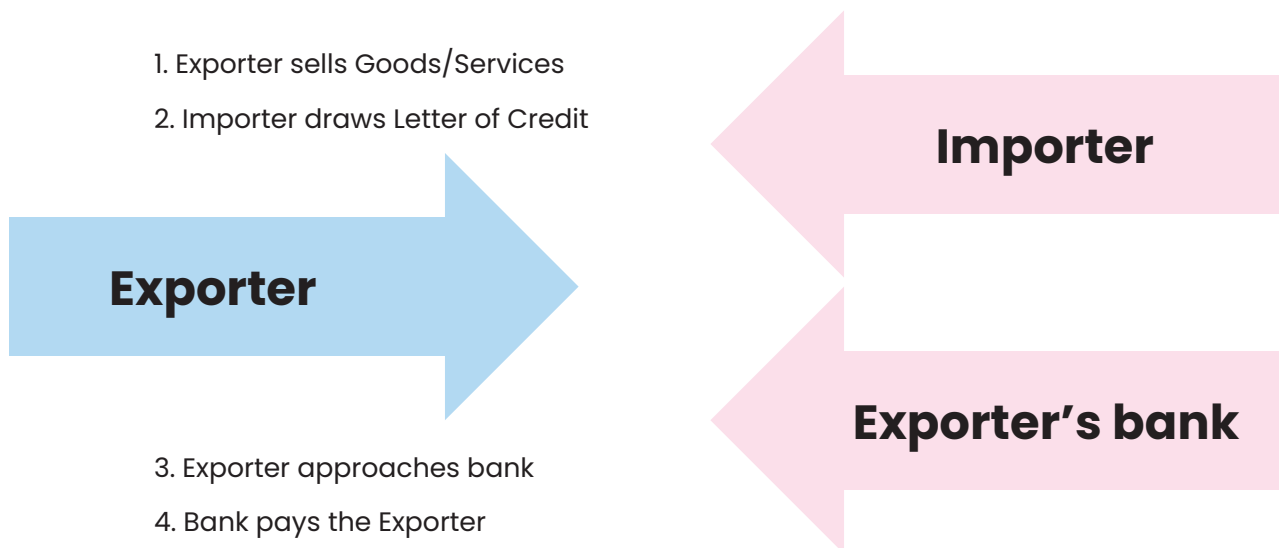 1. Exporter sells Goods/Services
2. Importer draws Letter of Credit
Importer
Exporter
Exporter’s bank
3. Exporter approaches bank
4. Bank pays the Exporter